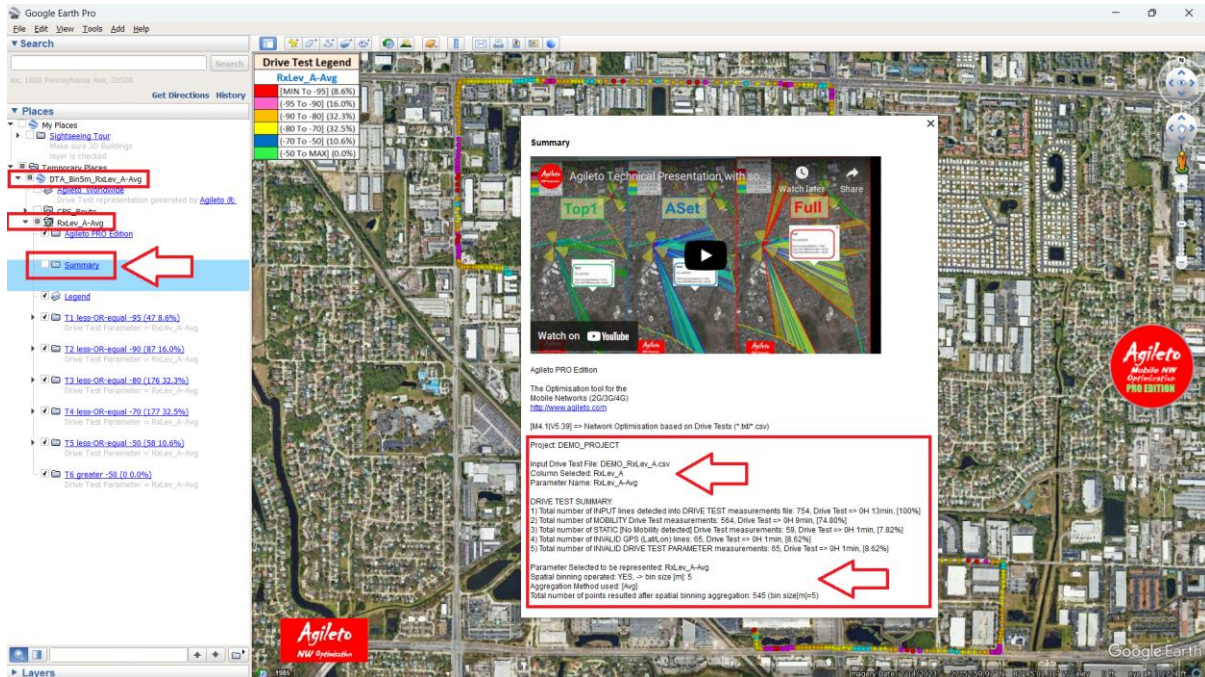 Google Earth Pro
File Edit View Tools Add Help
Search
Search
ex: 1600 Pennsylvania Ave, 20500
Get Directions History
Places
My Places
Sightseeing Tour
Make sure 3D Buildings
layer is checked
Temporary Places
DTA_Bin5m_RxLev_A-Avg
Agileto Worldwide
Drive Test representation generated by Agileto
GPS_Route
RxLev_A-Avg
Agileto PRO Edition
Summary
Legend
T1 less-OR-equal -95 (47 8.6%)
Drive Test Parameter = RxLev_A-Avg
T2 less-OR-equal -90 (87 16.0%)
Drive Test Parameter = RxLev_A-Avg
T3 less-OR-equal -80 (176 32.3%)
Drive Test Parameter = RxLev_A-Avg
T4 less-OR-equal -70 (177 32.5%)
Drive Test Parameter = RxLev_A-Avg
T5 less-OR-equal -50 (58 10.6%)
Drive Test Parameter = RxLev_A-Avg
T6 greater -50 (0 0.0%)
Drive Test Parameter = RxLev_A-Avg
Layers
Drive Test Legend
RxLev_A-Avg
[MIN To -95] (8.6%)
(-95 To -90] (16.0%)
(-90 To -80] (32.3%)
(-80 To -70] (32.5%)
(-70 To -50] (10.6%)
(-50 To MAX] (0.0%)
Summary
Agileto Technical Presentation with so...
Watch later
Share
Top1
ASet
Full
Watch on YouTube
Agileto PRO Edition
The Optimisation tool for the
Mobile Networks (2G/3G/4G)
http://www.agileto.com
[M4.1|V5.39] => Network Optimisation based on Drive Tests (*.txt/*.csv)
Project: DEMO_PROJECT
Input Drive Test File: DEMO_RxLev_A.csv
Column Selected: RxLev_A
Parameter Name: RxLev_A-Avg
DRIVE TEST SUMMARY:
1) Total number of INPUT lines detected into DRIVE TEST measurements file: 754, Drive Test => 0H 13min, [100%]
2) Total number of MOBILITY Drive Test measurements: 564, Drive Test => 0H 9min, [74.80%]
3) Total number of STATIC [No Mobility detected] Drive Test measurements: 59, Drive Test => 0H 1min, [7.82%]
4) Total number of INVALID GPS (Lat/Lon) lines: 65, Drive Test => 0H 1min, [8.62%]
5) Total number of INVALID DRIVE TEST PARAMETER measurements: 65, Drive Test => 0H 1min, [8.62%]
Parameter Selected to be represented: RxLev_A-Avg
Spatial binning operated: YES, -> bin size [m]: 5
Aggregation Method used: [Avg]
Total number of points resulted after spatial binning aggregation: 545 (bin size[m]=5)
Agileto
Mobile NW
Optimization
PRO EDITION
Agileto
NW Optimization
1985
Google Earth
N